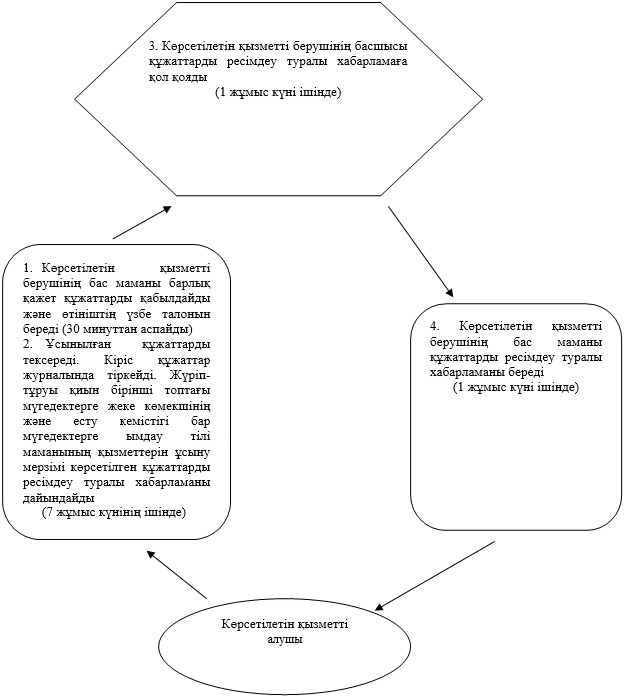 3. Көрсетілетін қызметті берушінің басшысы
құжаттарды ресімдеу туралы хабарламаға
қол қояды
(1 жұмыс күні ішінде)
1. Көрсетілетін қызметті
берушінің бас маманы барлық
қажет құжаттарды қабылдайды
және өтініштің үзбе талонын
береді (30 минуттан аспайды)
2. Ұсынылған құжаттарды
тексереді. Кіріс құжаттар
журналында тіркейді. Жүріп-
тұруы қиын бірінші топтағы
мүгедектерге жеке көмекшінің
және есту кемістігі бар
мүгедектерге ымдау тілі
маманының қызметтерін ұсыну
мерзімі көрсетілген құжаттарды
ресімдеу туралы хабарламаны
дайындайды
(7 жұмыс күнінің ішінде)
4. Көрсетілетін қызметті
берушінің бас маманы
құжаттарды ресімдеу туралы
хабарламаны береді
(1 жұмыс күні ішінде)
Көрсетілетін қызметті
алушы